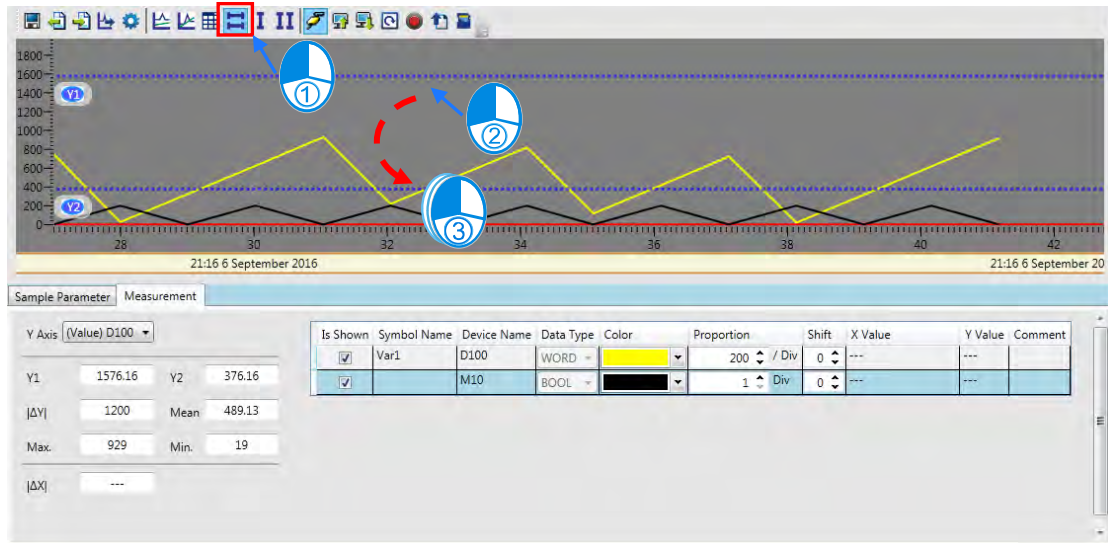 1800
1600
1400
Y1
1200
1000
800
600
400
Y2
200
0
①
②
③
28 30 32 34 36 38 40 42
21:16 6 September 2016 21:16 6 September 20
Sample Parameter Measurement
Y Axis (Value) D100
Y1 1576.16 Y2 376.16
|ΔY| 1200 Mean 489.13
Max. 929 Min. 19
|ΔX| ---
Is Shown Symbol Name Device Name Data Type Color Proportion Shift X Value Y Value Comment
Var1 D100 WORD 200 / Div 0 --- ---
M10 BOOL 1 Div 0 --- ---